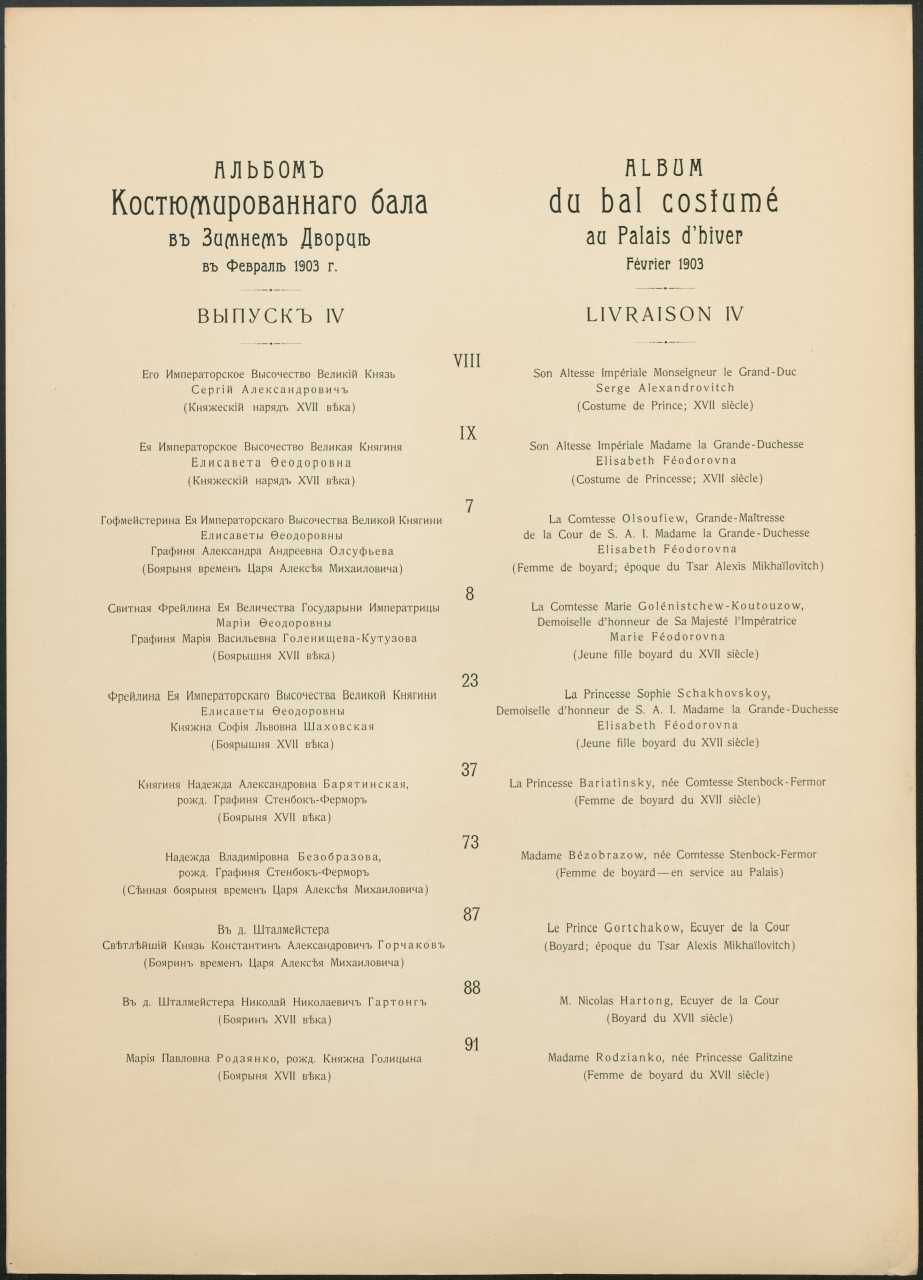 АЛЬБОМЪ
Костюмированнаго бала
въ Зимнемъ Дворцѣ
въ Февралѣ 1903 г.
ВЫПУСКЪ IV
ALBUM
du bal costumé
au Palais d'hiver
Février 1903
LIVRAISON IV
VIII
Его Императорское Высочество Великій Князь
Сергій Александровичъ
(Княжескій нарядъ XVII вѣка)
Son Altesse Impériale Monseigneur le Grand-Duc
Serge Alexandrovitch
(Costume de Prince; XVII siècle)
IX
Ея Императорское Высочество Великая Княгиня
Елисавета Ѳеодоровна
(Княжескій нарядъ XVII вѣка)
Son Altesse Impériale Madame la Grande-Duchesse
Elisabeth Féodorovna
(Costume de Princesse; XVII siècle)
7
Гофмейстерина Ея Императорскаго Высочества Великой Княгини
Елисаветы Ѳеодоровны
Графиня Александра Андреевна Олсуфьева
(Боярыня временъ Царя Алексѣя Михаиловича)
La Comtesse Olsoufiew, Grande-Maîtresse
de la Cour de S. A. I. Madame la Grande-Duchesse
Elisabeth Féodorovna
(Femme de boyard; époque du Tsar Alexis Mikhaïlovitch)
8
Свитная Фрейлина Ея Величества Государыни Императрицы
Маріи Ѳеодоровны
Графиня Марія Васильевна Голенищева-Кутузова
(Боярышня XVII вѣка)
La Comtesse Marie Golénistchew-Koutouzow,
Demoiselle d'honneur de Sa Majesté l'Impératrice
Marie Féodorovna
(Jeune fille boyard du XVII siècle)
23
Фрейлина Ея Императорскаго Высочества Великой Княгини
Елисаветы Ѳеодоровны
Княжна Софія Львовна Шаховская
(Боярышня XVII вѣка)
La Princesse Sophie Schakhovskoy,
Demoiselle d'honneur de S. A. I. Madame la Grande-Duchesse
Elisabeth Féodorovna
(Jeune fille boyard du XVII siècle)
37
Княгиня Надежда Александровна Барятинская,
рожд. Графиня Стенбокъ-Ферморъ
(Боярыня XVII вѣка)
La Princesse Bariatinsky, née Comtesse Stenbock-Fermor
(Femme de boyard du XVII siècle)
73
Надежда Владиміровна Безобразова,
рожд. Графиня Стенбокъ-Ферморъ
(Сѣнная боярыня временъ Царя Алексѣя Михаиловича)
Madame Bézobrazow, née Comtesse Stenbock-Fermor
(Femme de boyard—en service au Palais)
87
Въ д. Шталмейстера
Свѣтлѣйшій Князь Константинъ Александровичъ Горчаковъ
(Бояринъ временъ Царя Алексѣя Михаиловича)
Le Prince Gortchakow, Ecuyer de la Cour
(Boyard; époque du Tsar Alexis Mikhaïlovitch)
88
Въ д. Шталмейстера Николай Николаевичъ Гартонгъ
(Бояринъ XVII вѣка)
M. Nicolas Hartong, Ecuyer de la Cour
(Boyard du XVII siècle)
91
Марія Павловна Родзянко, рожд. Княжна Голицына
(Боярыня XVII вѣка)
Madame Rodzianko, née Princesse Galitzine
(Femme de boyard du XVII siècle)